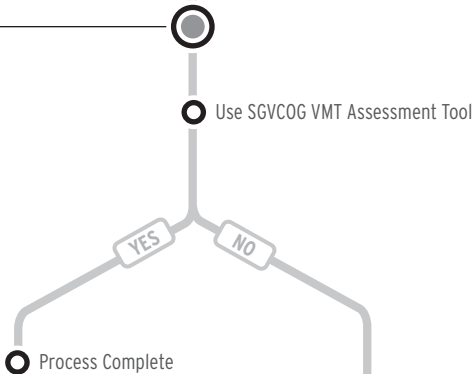 Use SGVCOG VMT Assessment Tool
YES
NO
Process Complete